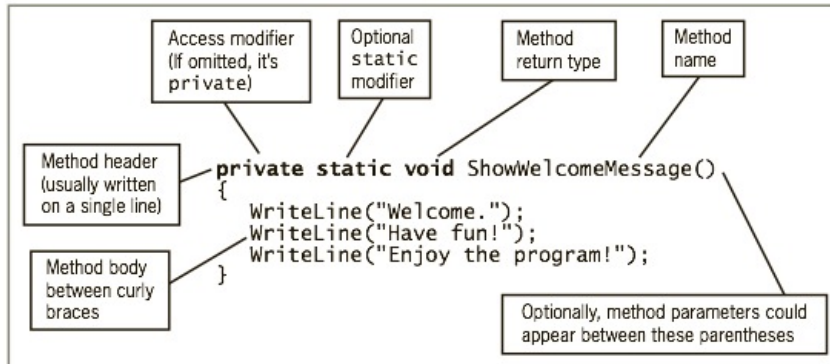 Access modifier
(If omitted, it's
private)
Optional
static
modifier
Method
return type
Method
name
Method header
(usually written
on a single line)
private static void ShowWelcomeMessage()
{
WriteLine("Welcome.");
WriteLine("Have fun!");
WriteLine("Enjoy the program!");
}
Method body
between curly
braces
Optionally, method parameters could
appear between these parentheses